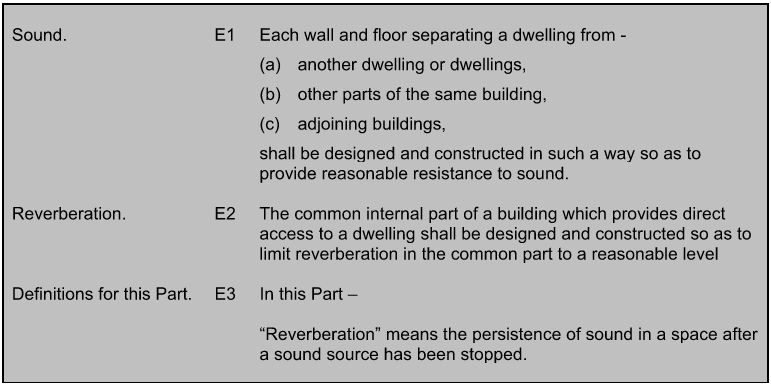 Sound. E1 Each wall and floor separating a dwelling from -
(a) another dwelling or dwellings,
(b) other parts of the same building,
(c) adjoining buildings,
shall be designed and constructed in such a way so as to
provide reasonable resistance to sound.
Reverberation. E2 The common internal part of a building which provides direct
access to a dwelling shall be designed and constructed so as to
limit reverberation in the common part to a reasonable level
Definitions for this Part. E3 In this Part –
“Reverberation” means the persistence of sound in a space after
a sound source has been stopped.